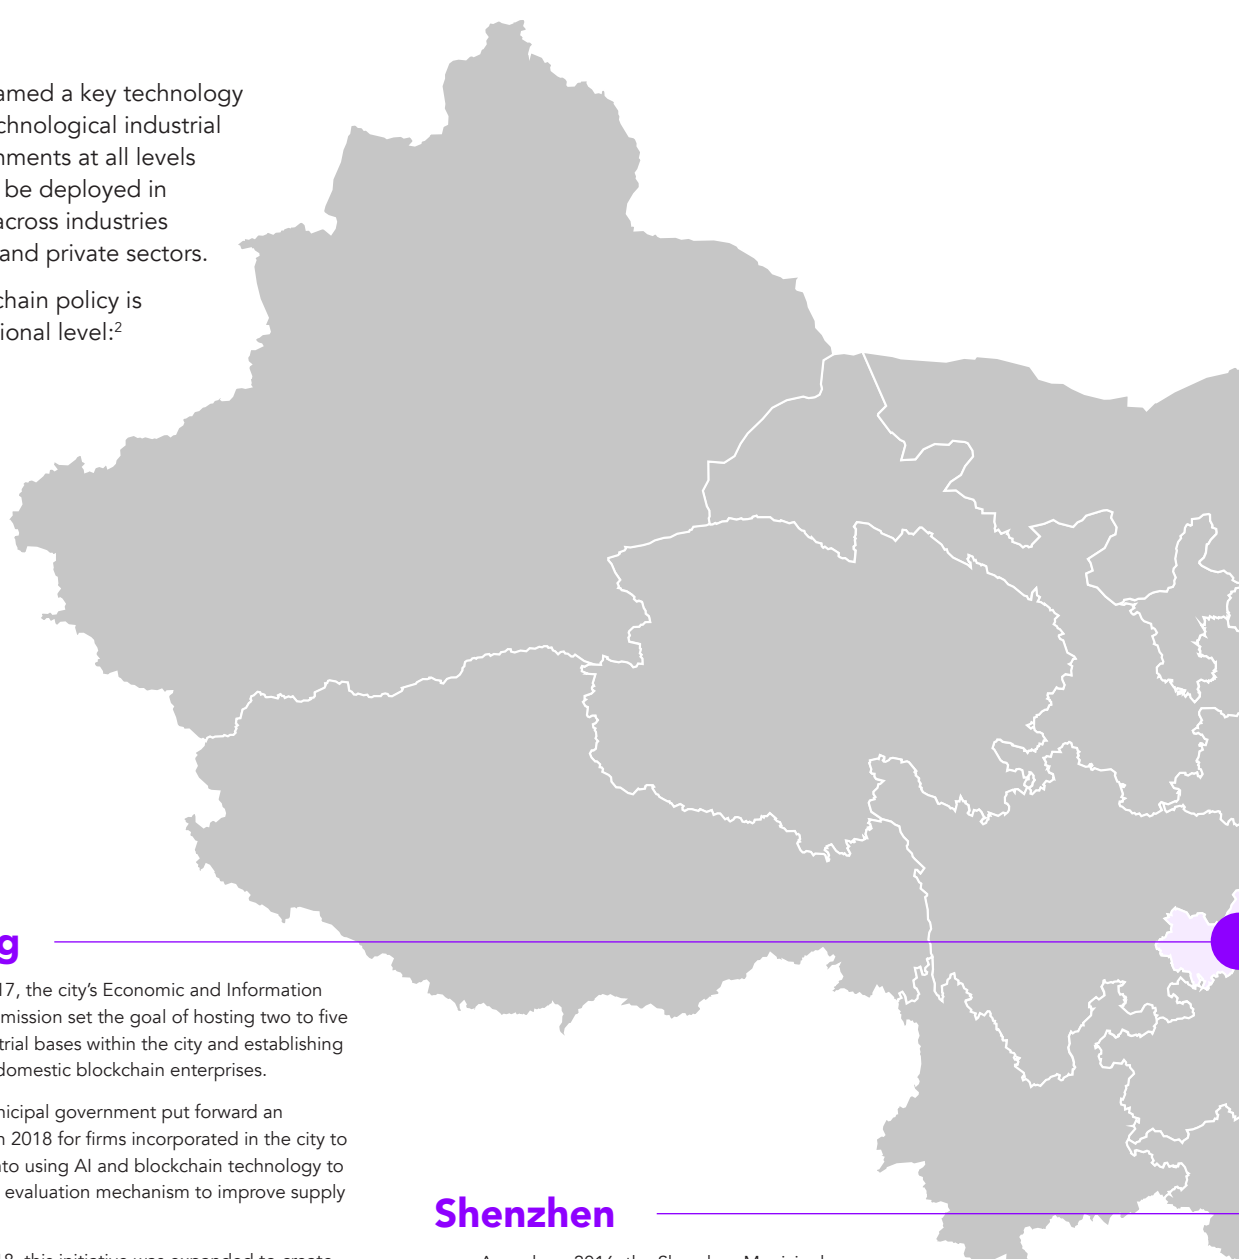 amed a key technology
chnological industrial
nments at all levels
be deployed in
across industries
and private sectors.
chain policy is
ional level:2
g
17, the city's Economic and Information
mission set the goal of hosting two to five
trial bases within the city and establishing
domestic blockchain enterprises.
nicipal government put forward an
n 2018 for firms incorporated in the city to
nto using AI and blockchain technology to
evaluation mechanism to improve supply
Shenzhen